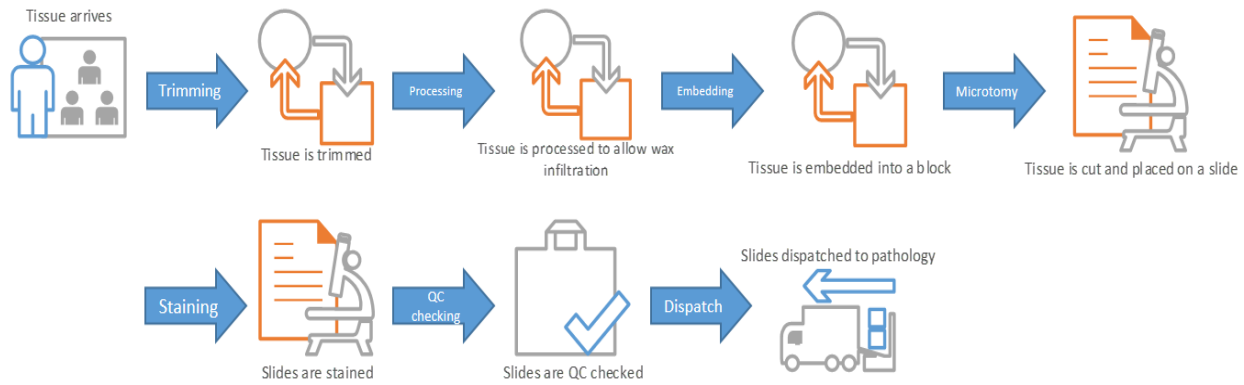 Tissue arrives
Trimming
Tissue is trimmed
Processing
Tissue is processed to allow wax
infiltration
Embedding
Tissue is embedded into a block
Microtomy
Tissue is cut and placed on a slide
Staining
Slides are stained
QC
checking
Slides are QC checked
Dispatch
Slides dispatched to pathology